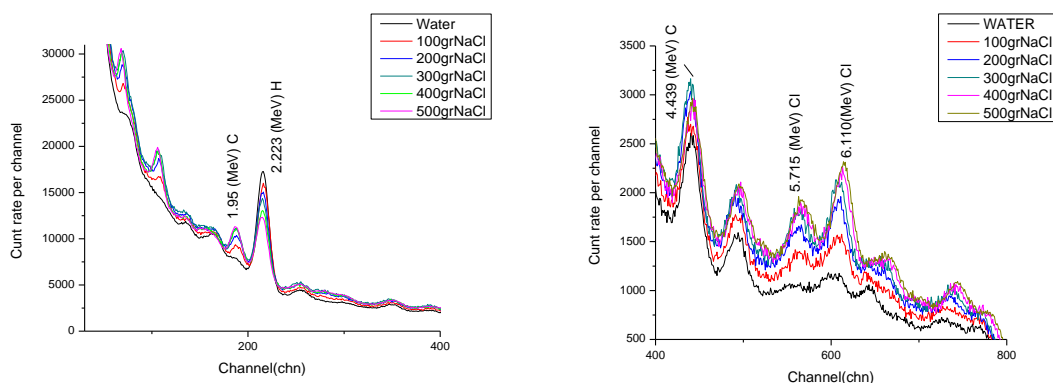 Water
100grNaCl
200grNaCl
300grNaCl
400grNaCl
500grNaCl
30000
25000
20000
15000
10000
5000
0
Cunt rate per channel
1.95 (MeV) C
2.223 (MeV) H
200
400
Channel(chn)
WATER
100grNaCl
200grNaCl
300grNaCl
400grNaCl
500grNaCl
3500
3000
2500
2000
1500
1000
500
Cunt rate per channel
4.439 (MeV) C
5.715 (MeV) Cl
6.110(MeV) Cl
400
600
800
Channel(chn)